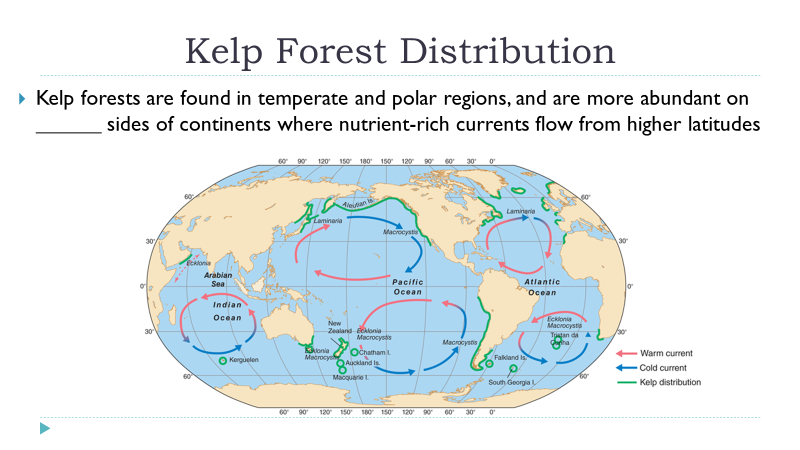 Kelp Forest Distribution
Kelp forests are found in temperate and polar regions, and are more abundant on
______ sides of continents where nutrient-rich currents flow from higher latitudes
60° 90° 120° 150° 180° 150° 120° 90° 60° 30° 0°
60°
60°
Aleutian Is.
Laminaria
Laminaria
Macrocystis
30°
30°
Ecklonia
Arabian
Sea
Pacific
Ocean
Atlantic
Ocean
0°
0°
Indian
Ocean
New
Zealand
Ecklonia
Macrocystis
Ecklonia
Macrocystis
Tristan da
Cunha
30°
30°
Macrocystis
Ecklonia
Macrocystis
Chatham I.
Kerguelen
Auckland Is.
Falkland Is.
Macquarie I.
South Georgia I.
60°
60°
Warm current
Cold current
Kelp distribution
60° 90° 120° 150° 180° 150° 120° 90° 60° 30° 0°